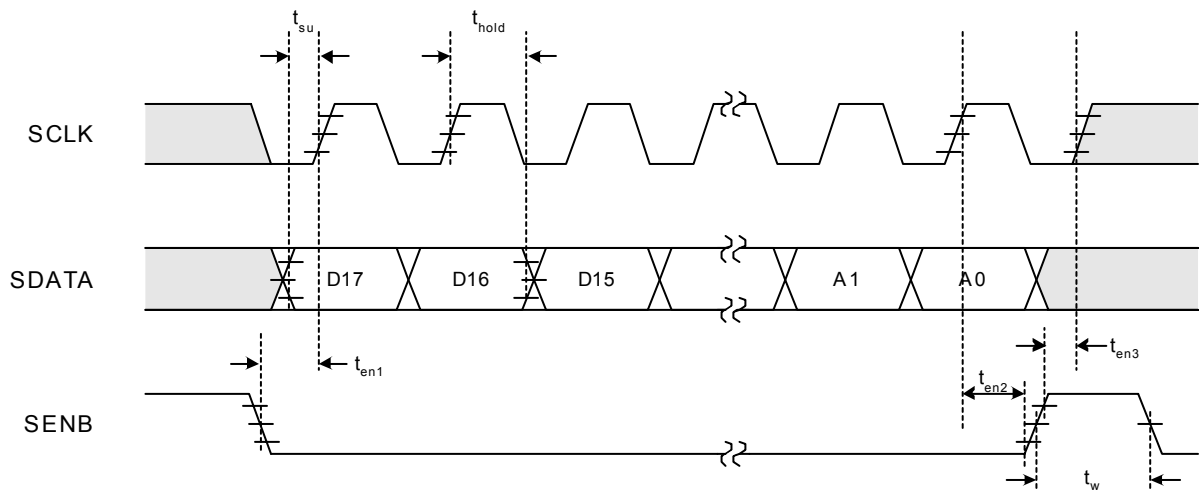 tsu
thold
SCLK
SDATA
D17
D16
D15
A1
A0
ten1
ten2
ten3
SENB
tw